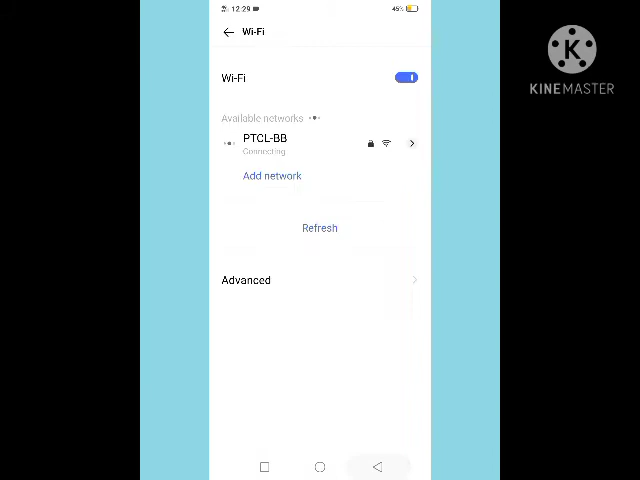 12:29
45%
Wi-Fi
Wi-Fi
Available networks
PTCL-BB
Connecting
Add network
Refresh
Advanced
K
KINEMASTER